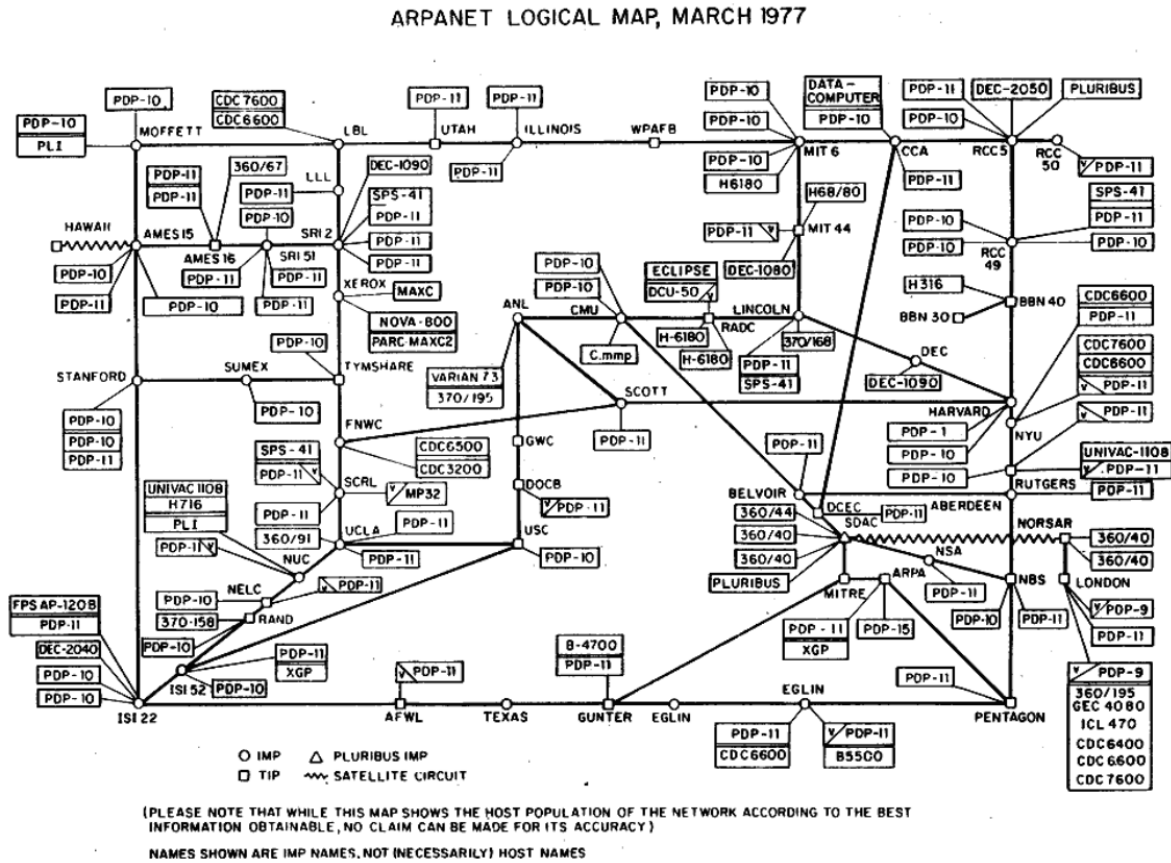 ARPANET LOGICAL MAP, MARCH 1977
PDP-10
PLI
PDP-10
MOFFETT
CDC7600
CDC6600
LBL
PDP-11
UTAH
PDP-11
ILLINOIS
PDP-11
WPAFB
PDP-10
PDP-10
PDP-10
H6180
MIT 6
DATA-
COMPUTER
PDP-10
CCA
PDP-11
PDP-11
PDP-10
DEC-2050
PLURIBUS
RCC 5
RCC
50
PDP-11
LLL
PDP-11
DEC-1090
SPS-41
PDP-11
PDP-11
PDP-11
SRI 2
HAWAII
AMES 15
PDP-10
PDP-11
PDP-10
PDP-11
PDP-11
360/67
AMES 16
PDP-10
SRI 51
PDP-11
PDP-11
XEROX
MAXC
NOVA-800
PARC-MAXC2
H68/80
PDP-11
MIT 44
DEC-1080
PDP-10
PDP-10
SPS-41
PDP-11
PDP-10
RCC
49
H316
BBN 40
BBN 30
STANFORD
PDP-10
PDP-10
PDP-11
SUMEX
PDP-10
PDP-10
TYMSHARE
ANL
VARIAN 73
370/195
PDP-10
PDP-10
CMU
C.mmp
ECLIPSE
DCU-50
RADC
H-6180
H-6180
LINCOLN
370/168
PDP-11
SPS-41
DEC
DEC-1090
SCOTT
PDP-11
HARVARD
PDP-1
PDP-10
PDP-10
CDC6600
PDP-11
CDC7600
CDC6600
PDP-11
PDP-11
NYU
FNWC
CDC6500
CDC3200
GWC
DOCB
PDP-11
SPS-41
PDP-11
SCRL
MP32
PDP-11
UNIVAC-1108
PDP-11
RUTGERS
PDP-11
ABERDEEN
UNIVAC 1108
H716
PLI
PDP-11
NUC
360/91
UCLA
PDP-11
PDP-11
USC
PDP-10
PDP-11
BELVOIR
DCEC
PDP-11
360/44
360/40
360/40
PLURIBUS
SDAC
NORSAR
360/40
360/40
NSA
PDP-11
NBS
PDP-10
PDP-11
LONDON
PDP-9
PDP-11
PDP-9
360/195
GEC 4080
ICL 470
CDC6400
CDC6600
CDC7600
NELC
PDP-10
PDP-11
370-158
RAND
PDP-10
MITRE
ARPA
PDP-11
XGP
PDP-15
FPS AP-120B
PDP-11
DEC-2040
PDP-10
PDP-10
ISI 22
ISI 52
PDP-11
XGP
PDP-10
PDP-11
AFWL
TEXAS
B-4700
PDP-11
GUNTER
EGLIN
EGLIN
PDP-11
CDC6600
PDP-11
B5500
PDP-11
PENTAGON
IMP
PLURIBUS IMP
TIP
SATELLITE CIRCUIT
(PLEASE NOTE THAT WHILE THIS MAP SHOWS THE HOST POPULATION OF THE NETWORK ACCORDING TO THE BEST
INFORMATION OBTAINABLE, NO CLAIM CAN BE MADE FOR ITS ACCURACY)
NAMES SHOWN ARE IMP NAMES, NOT (NECESSARILY) HOST NAMES